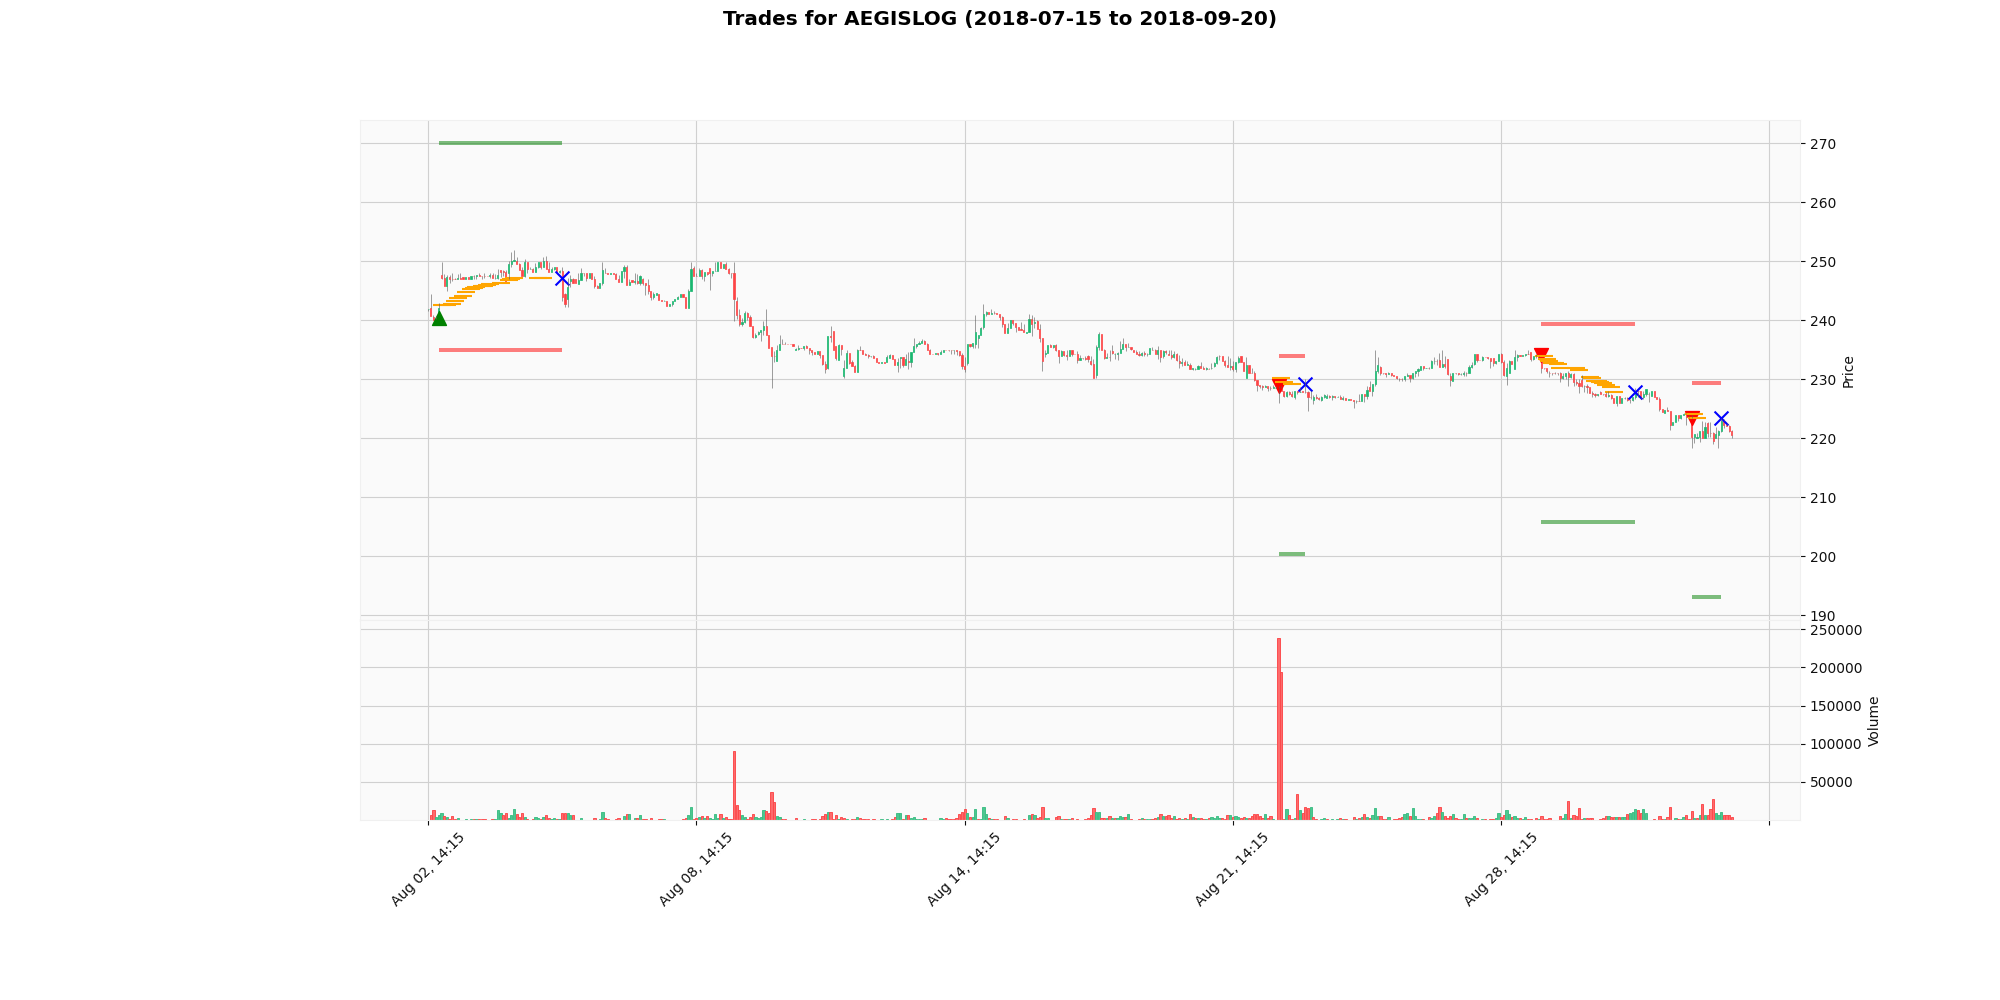 Trades for AEGISLOG (2018-07-15 to 2018-09-20)
270
260
250
240
230
220
210
200
190
Price
250000
200000
150000
100000
50000
Volume
Aug 02, 14:15
Aug 08, 14:15
Aug 14, 14:15
Aug 21, 14:15
Aug 28, 14:15